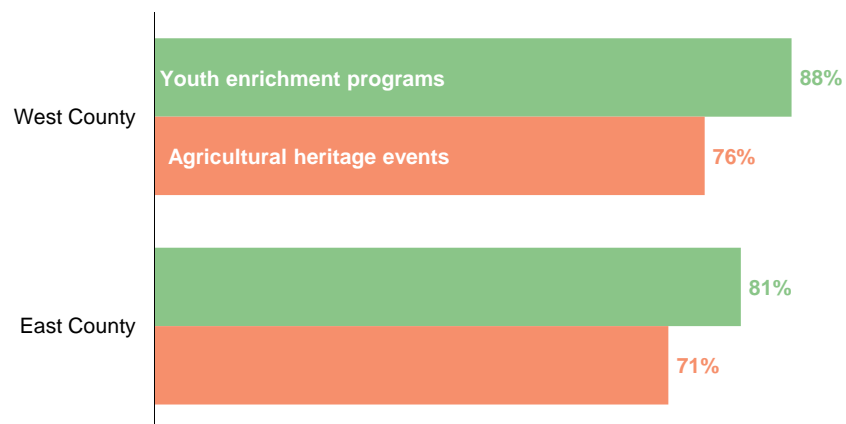 Youth enrichment programs
88%
West County
Agricultural heritage events
76%
81%
East County
71%